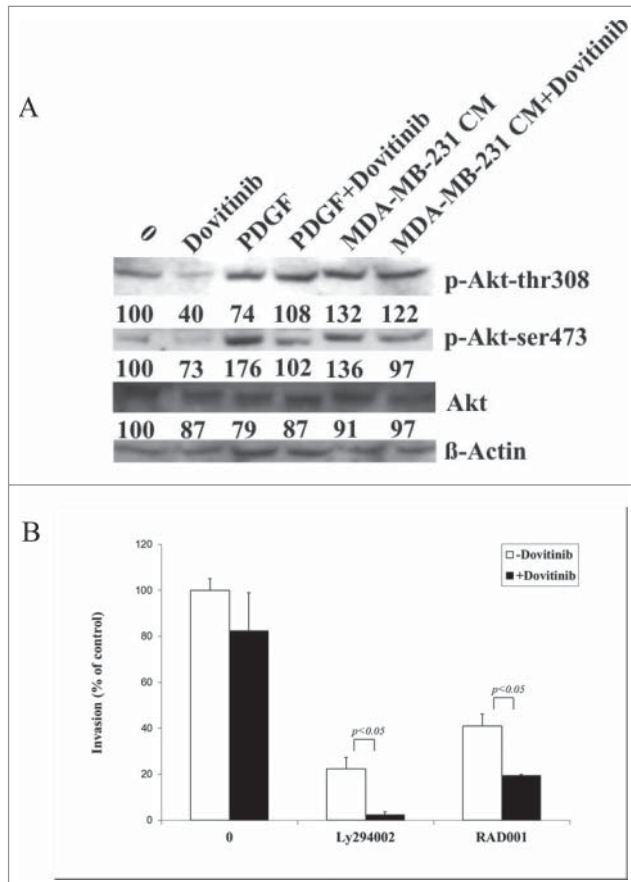 A
0
Dovitinib
PDGF
PDGF+Dovitinib
MDA-MB-231 CM
MDA-MB-231 CM+Dovitinib
p-Akt-thr308
100 40 74 108 132 122
p-Akt-ser473
100 73 176 102 136 97
Akt
100 87 79 87 91 97
ß-Actin
B
120
100
80
60
40
20
0
Invasion (% of control)
-Dovitinib
+Dovitinib
p<0.05
p<0.05
0 Ly294002 RAD001